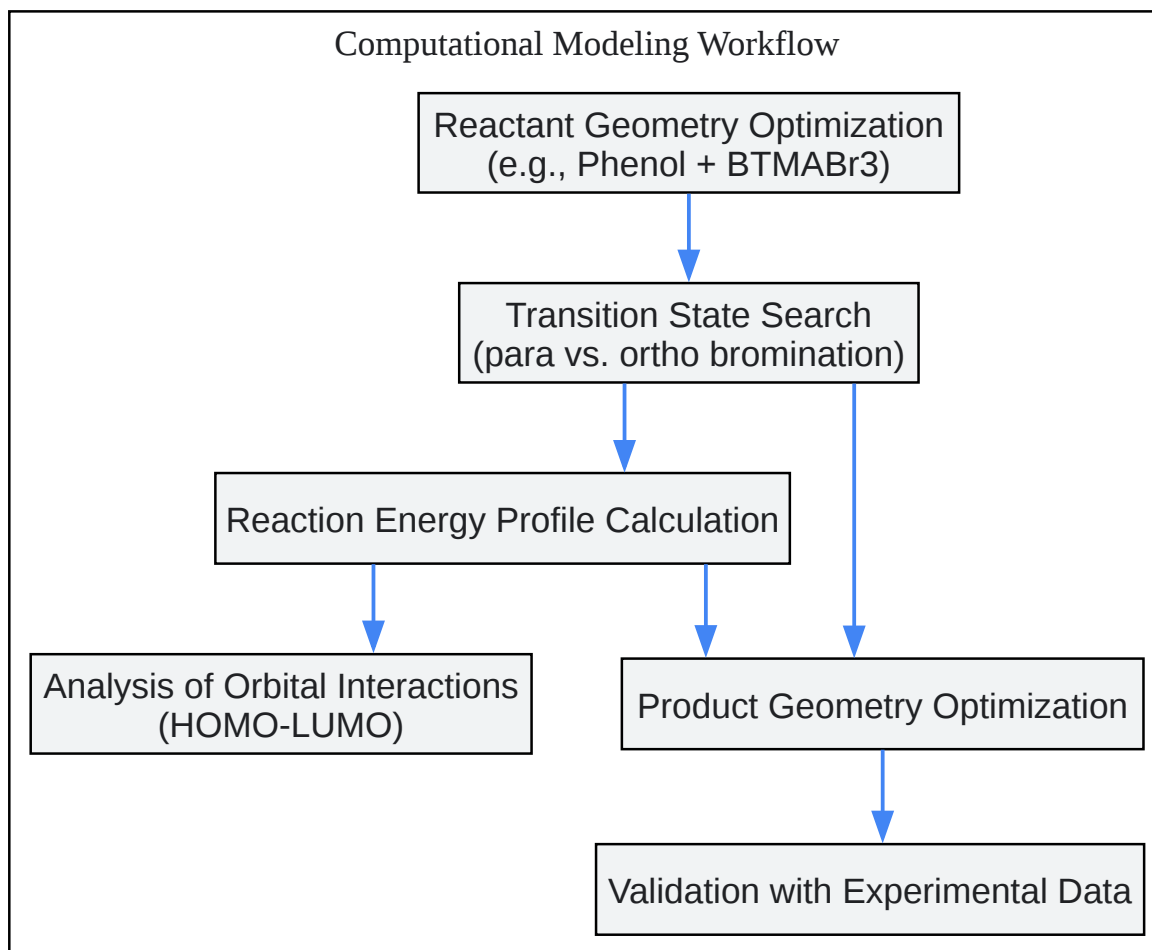 Computational Modeling Workflow
Reactant Geometry Optimization
(e.g., Phenol + BTMABr3)
Transition State Search
(para vs. ortho bromination)
Reaction Energy Profile Calculation
Analysis of Orbital Interactions
(HOMO-LUMO)
Product Geometry Optimization
Validation with Experimental Data